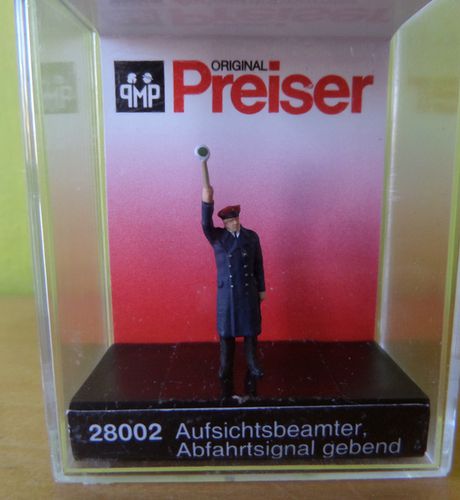 ORIGINAL
PMP Preiser
28002 Aufsichtsbeamter,
Abfahrtsignal gebend